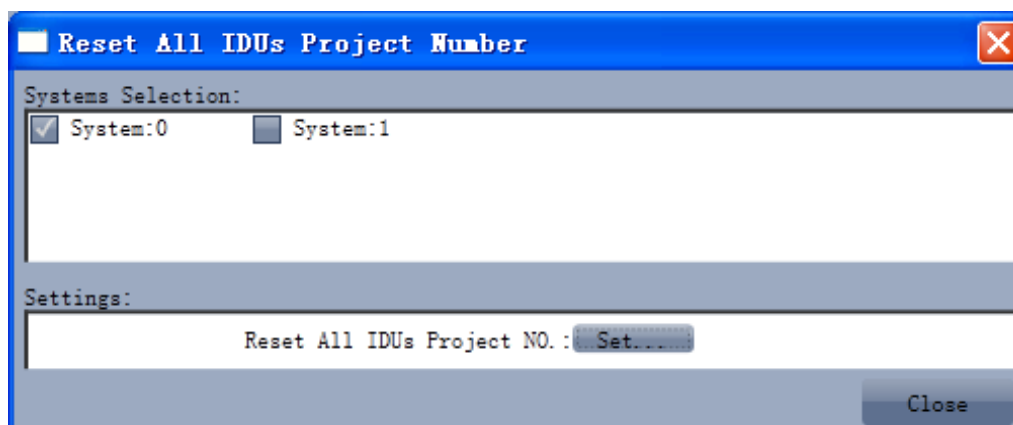 Reset All IDUs Project Number
Systems Selection:
System:0 System:1
Settings:
Reset All IDUs Project NO.: Set...
Close